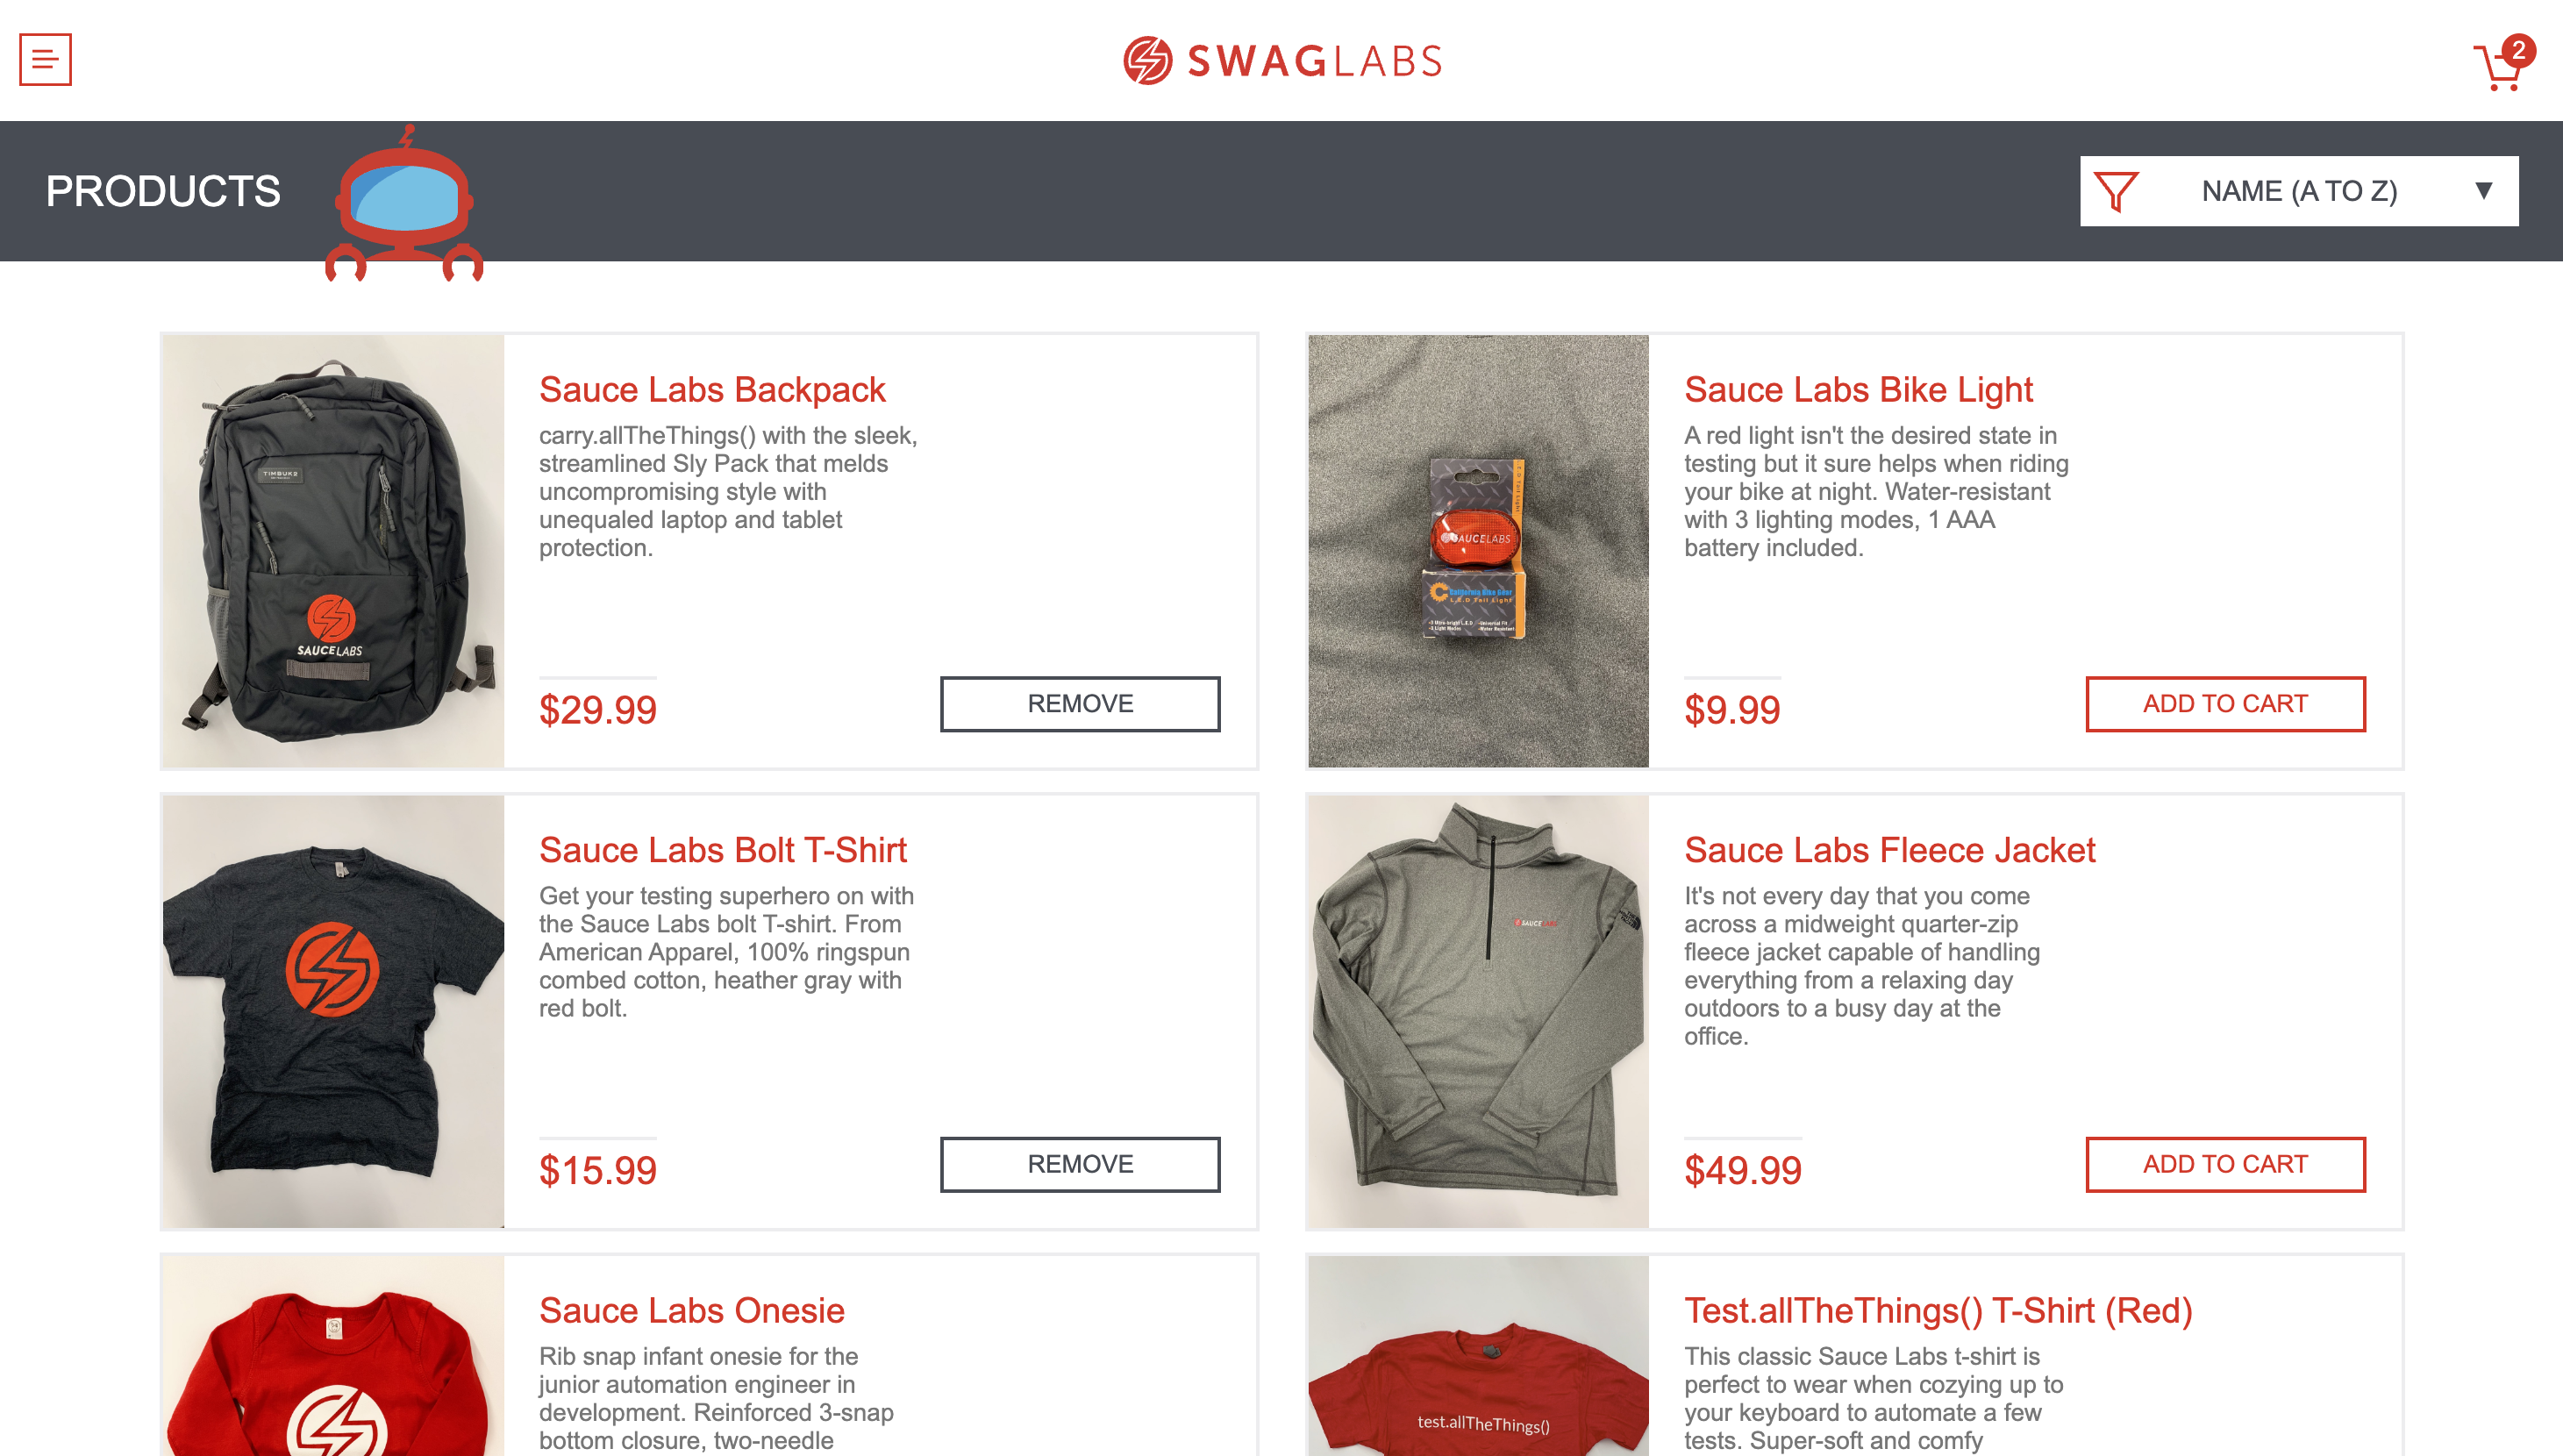 SWAGLABS
2
PRODUCTS
NAME (A TO Z)
Sauce Labs Backpack
carry.allTheThings() with the sleek,
streamlined Sly Pack that melds
uncompromising style with
unequaled laptop and tablet
protection.
$29.99
REMOVE
TIMBUK2
SAUCELABS
Sauce Labs Bike Light
A red light isn't the desired state in
testing but it sure helps when riding
your bike at night. Water-resistant
with 3 lighting modes, 1 AAA
battery included.
$9.99
ADD TO CART
SAUCELABS
California Bike Gear
L.E.D Tail Light
Sauce Labs Bolt T-Shirt
Get your testing superhero on with
the Sauce Labs bolt T-shirt. From
American Apparel, 100% ringspun
combed cotton, heather gray with
red bolt.
$15.99
REMOVE
Sauce Labs Fleece Jacket
It's not every day that you come
across a midweight quarter-zip
fleece jacket capable of handling
everything from a relaxing day
outdoors to a busy day at the
office.
$49.99
ADD TO CART
SAUCELABS
Sauce Labs Onesie
Rib snap infant onesie for the
junior automation engineer in
development. Reinforced 3-snap
bottom closure, two-needle
Test.allTheThings() T-Shirt (Red)
This classic Sauce Labs t-shirt is
perfect to wear when cozying up to
your keyboard to automate a few
tests. Super-soft and comfy
test.allTheThings()